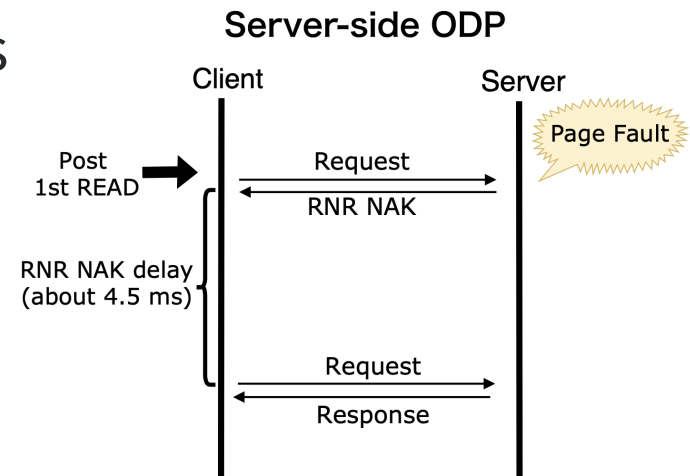 Server-side ODP
s
Client
Server
Page Fault
Post
1st READ
Request
RNR NAK
RNR NAK delay
(about 4.5 ms)
Request
Response